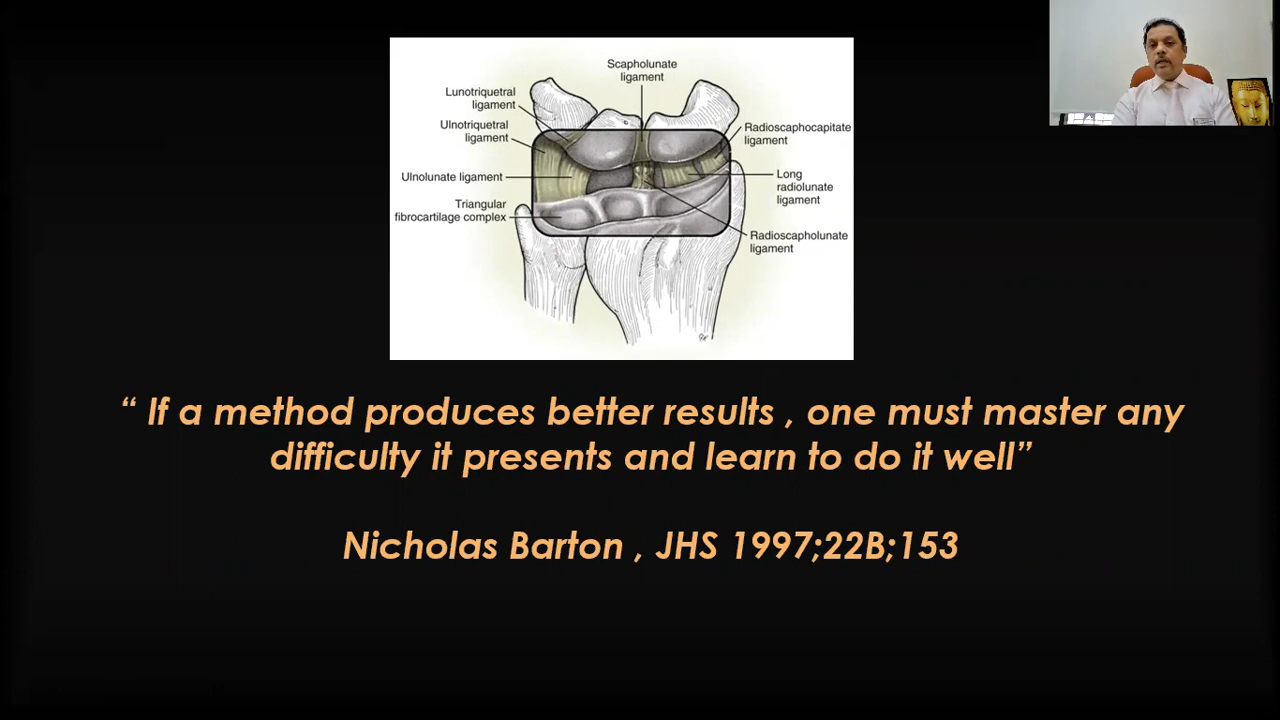 Scapholunate
ligament
Lunotriquetral
ligament
Ulnotriquetral
ligament
Ulnolunate ligament
Triangular
fibrocartilage complex
Radioscaphocapitate
ligament
Long
radiolunate
ligament
Radioscapholunate
ligament
“ If a method produces better results , one must master any
difficulty it presents and learn to do it well”
Nicholas Barton , JHS 1997;22B;153